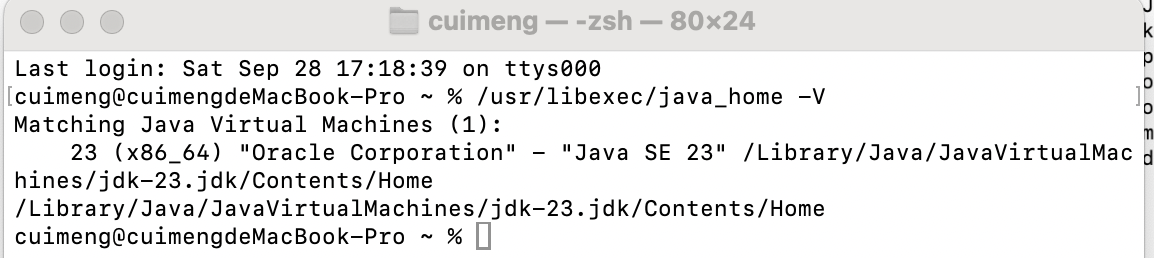 cuimeng — -zsh — 80×24
Last login: Sat Sep 28 17:18:39 on ttys000
[cuimeng@cuimengdeMacBook-Pro ~ % /usr/libexec/java_home -V ]
Matching Java Virtual Machines (1):
    23 (x86_64) "Oracle Corporation" - "Java SE 23" /Library/Java/JavaVirtualMac
hines/jdk-23.jdk/Contents/Home
/Library/Java/JavaVirtualMachines/jdk-23.jdk/Contents/Home
cuimeng@cuimengdeMacBook-Pro ~ %